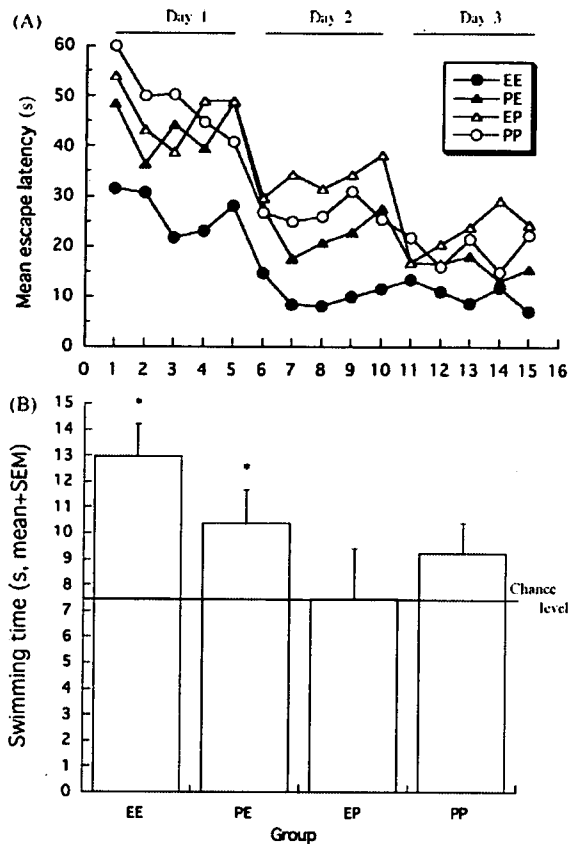 (A)
Day 1 Day 2 Day 3
Mean escape latency (s)
60
50
40
30
20
10
0
EE
PE
EP
PP
0 1 2 3 4 5 6 7 8 9 10 11 12 13 14 15 16
(B)
Swimming time (s, mean+SEM)
15
14
13
12
11
10
9
8
7
6
5
4
3
2
1
0
* *
Chance
level
EE PE EP PP
Group